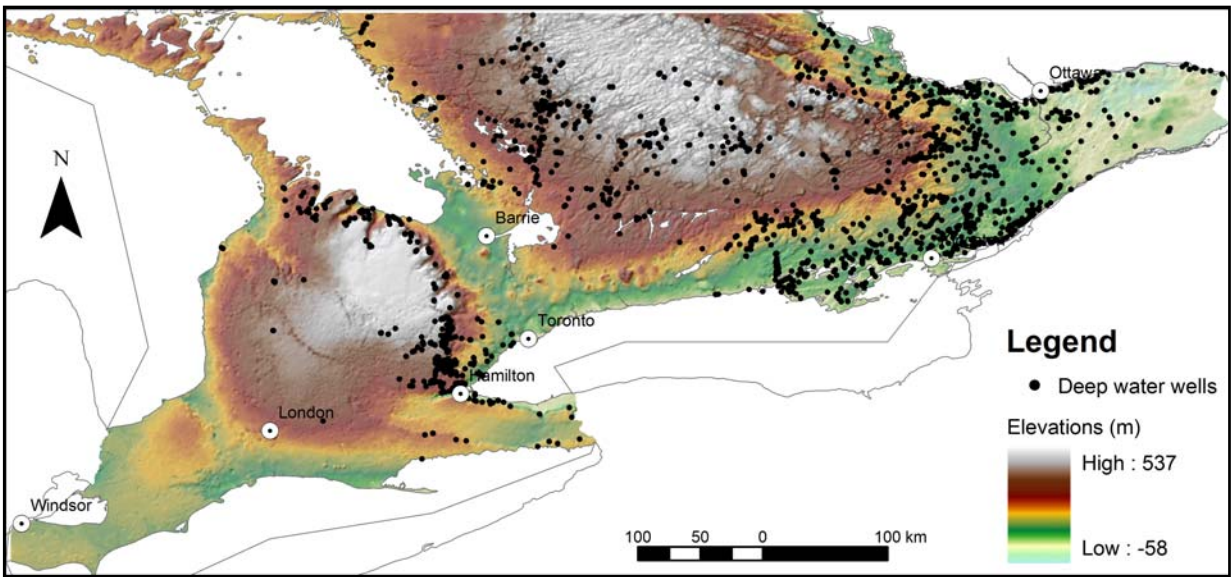 Ottawa
N
Barrie
Toronto
Hamilton
London
Windsor
Legend
Deep water wells
Elevations (m)
High : 537
Low : -58
100 50 0 100 km